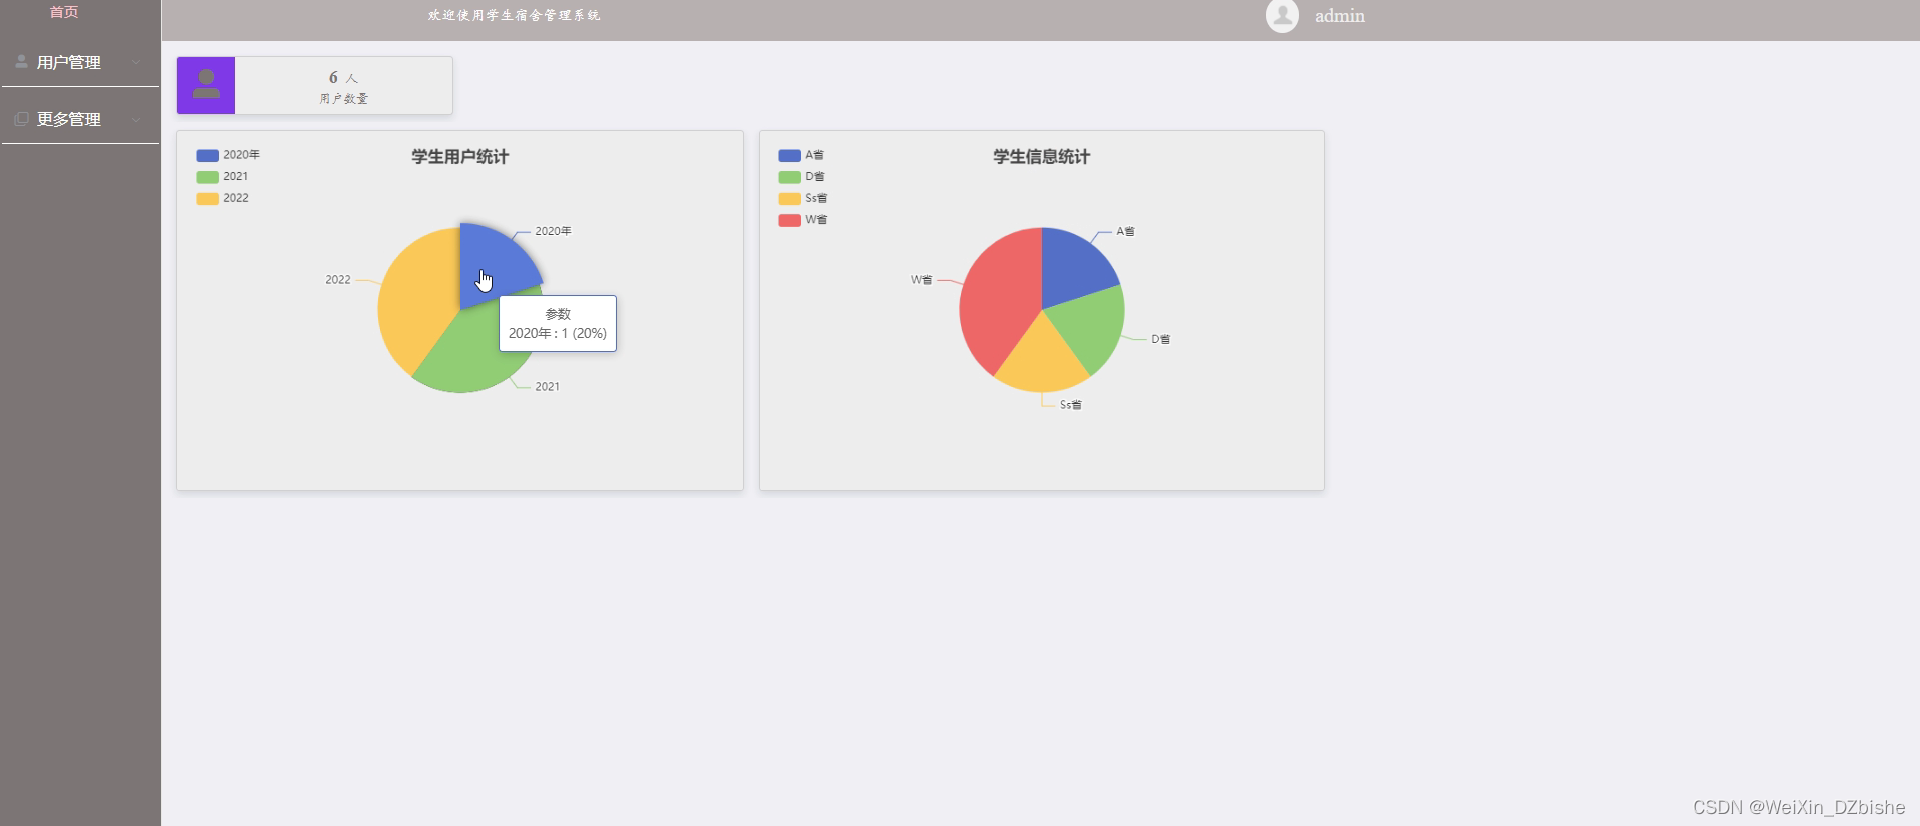 首页
欢迎使用学生宿舍管理系统
admin
用户管理
更多管理
6 人
用户数量
学生用户统计
2020年
2021
2022
2020年
2022
2021
参数
2020年 : 1 (20%)
学生信息统计
A省
D省
Ss省
W省
A省
W省
D省
Ss省
CSDN @WeiXin_DZbishe